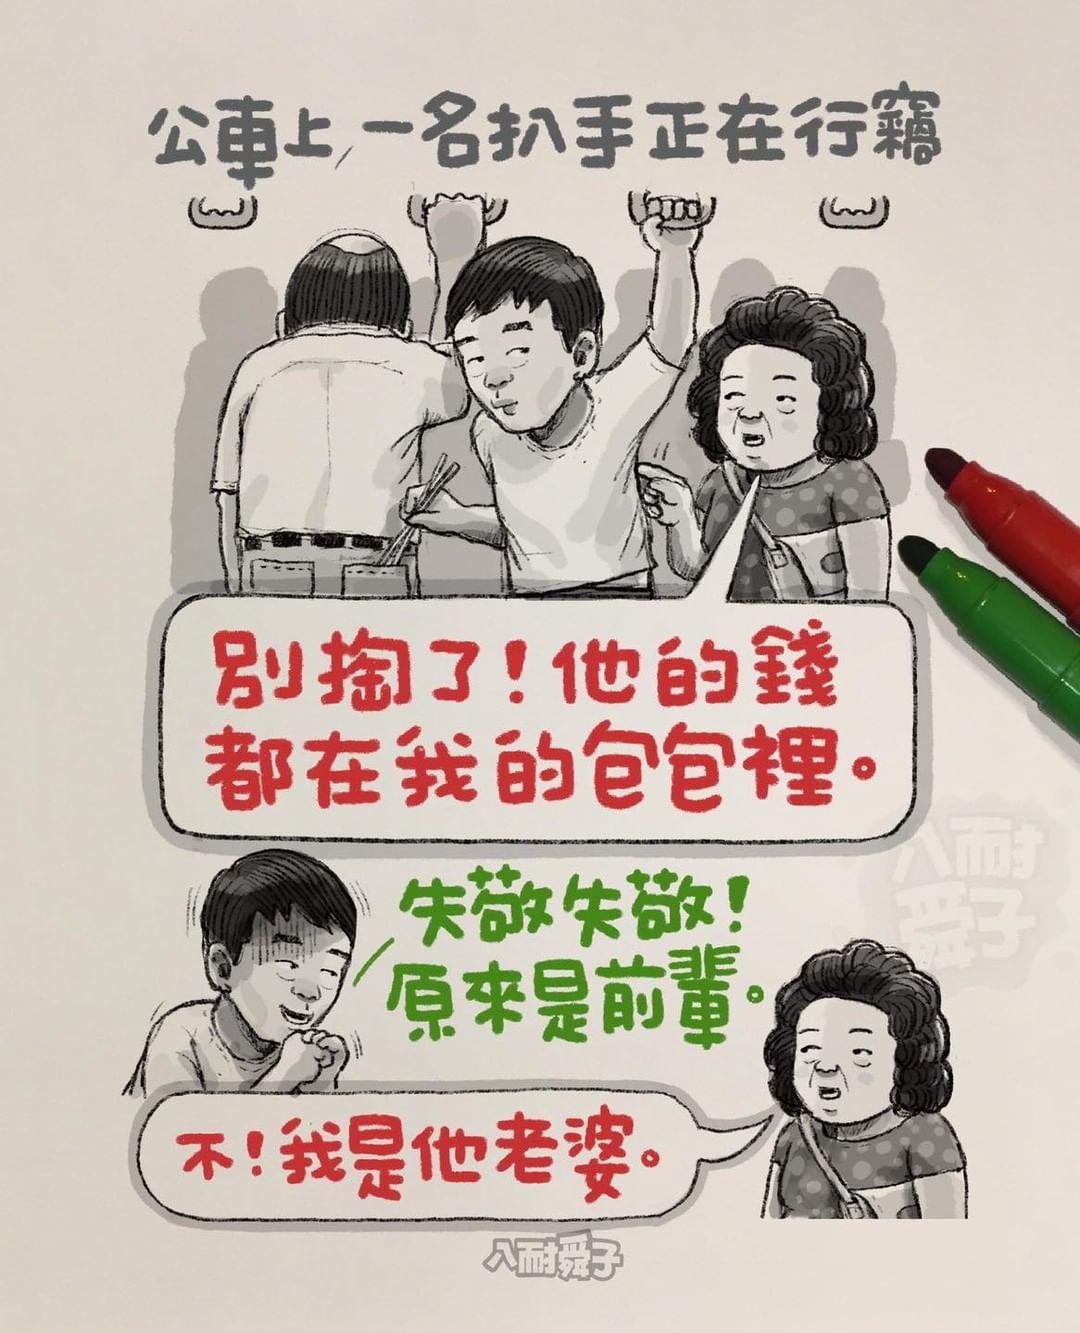 公車上，一名扒手正在行竊
別掏了！他的錢
都在我的包包裡。
失敬失敬！
原來是前輩。
不！我是他老婆。
八耐舜子
八耐舜子